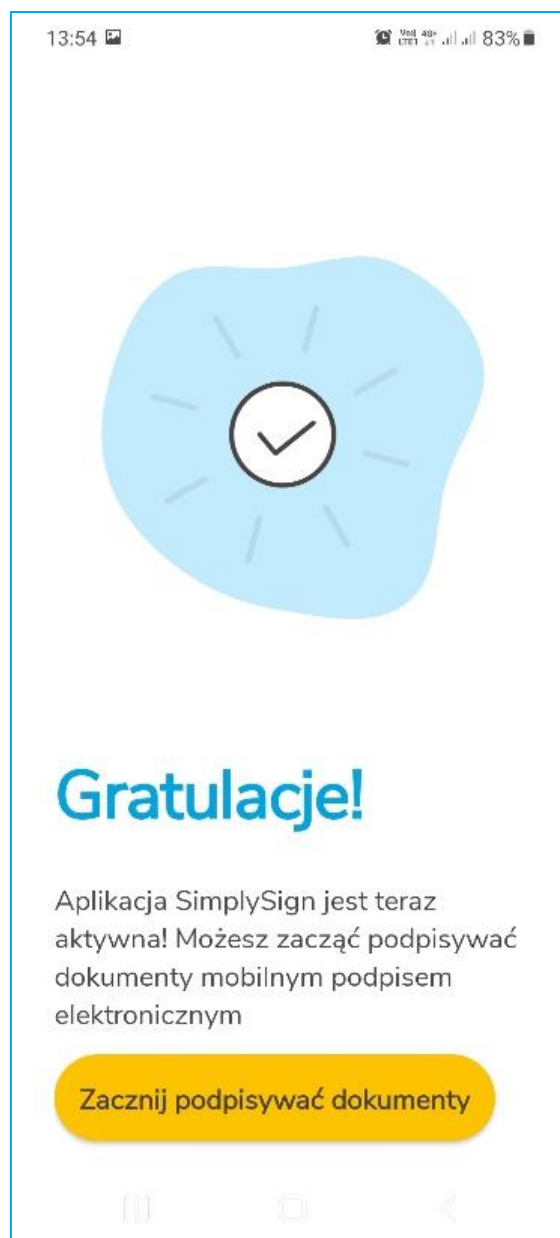 13:54 83%
Gratulacje!
Aplikacja SimplySign jest teraz
aktywna! Możesz zacząć podpisywać
dokumenty mobilnym podpisem
elektronicznym
Zacznij podpisywać dokumenty